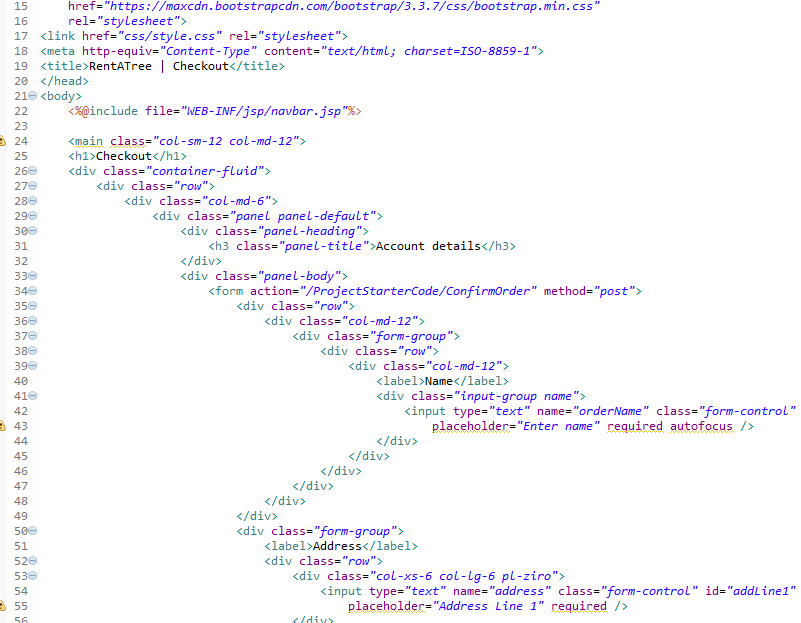 15 href="https://maxcdn.bootstrapcdn.com/bootstrap/3.3.7/css/bootstrap.min.css"
16 rel="stylesheet">
17 <link href="css/style.css" rel="stylesheet">
18 <meta http-equiv="Content-Type" content="text/html; charset=ISO-8859-1">
19 <title>RentATree | Checkout</title>
20 </head>
21 <body>
22 <%@include file="WEB-INF/jsp/navbar.jsp"%>
23
24 <main class="col-sm-12 col-md-12">
25 <h1>Checkout</h1>
26 <div class="container-fluid">
27 <div class="row">
28 <div class="col-md-6">
29 <div class="panel panel-default">
30 <div class="panel-heading">
31 <h3 class="panel-title">Account details</h3>
32 </div>
33 <div class="panel-body">
34 <form action="/ProjectStarterCode/ConfirmOrder" method="post">
35 <div class="row">
36 <div class="col-md-12">
37 <div class="form-group">
38 <div class="row">
39 <div class="col-md-12">
40 <label>Name</label>
41 <div class="input-group name">
42 <input type="text" name="orderName" class="form-control"
43 placeholder="Enter name" required autofocus />
44 </div>
45 </div>
46 </div>
47 </div>
48 </div>
49 </div>
50 <div class="form-group">
51 <label>Address</label>
52 <div class="row">
53 <div class="col-xs-6 col-lg-6 pl-ziro">
54 <input type="text" name="address" class="form-control" id="addLine1"
55 placeholder="Address Line 1" required />
56 </div>